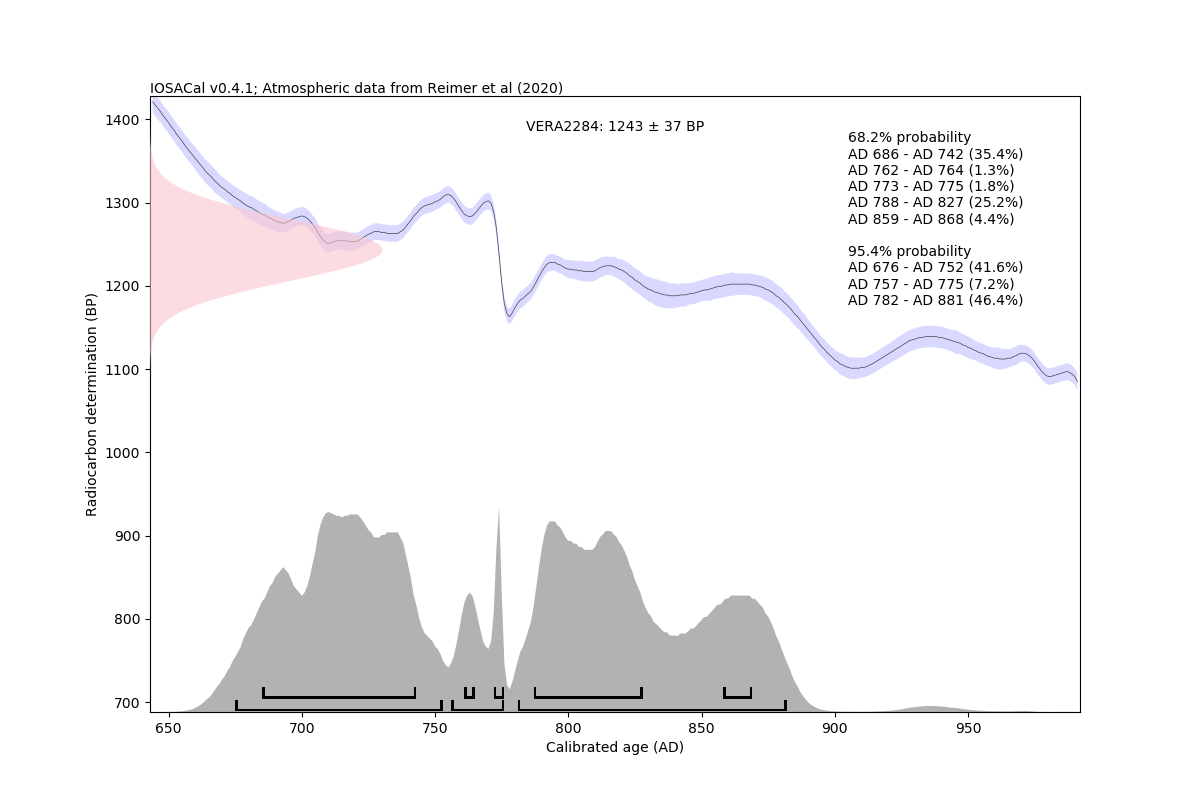 IOSACal v0.4.1; Atmospheric data from Reimer et al (2020)
VERA2284: 1243 ± 37 BP
68.2% probability
AD 686 - AD 742 (35.4%)
AD 762 - AD 764 (1.3%)
AD 773 - AD 775 (1.8%)
AD 788 - AD 827 (25.2%)
AD 859 - AD 868 (4.4%)
95.4% probability
AD 676 - AD 752 (41.6%)
AD 757 - AD 775 (7.2%)
AD 782 - AD 881 (46.4%)
Radiocarbon determination (BP)
1400
1300
1200
1100
1000
900
800
700
650 700 750 800 850 900 950
Calibrated age (AD)